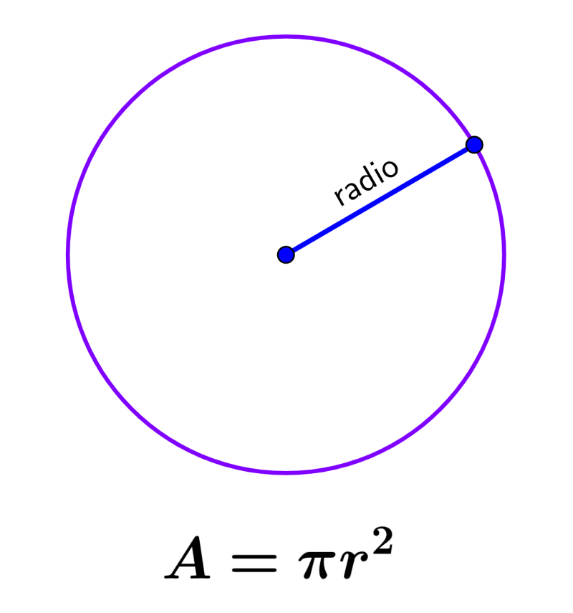 radio
A = πr²